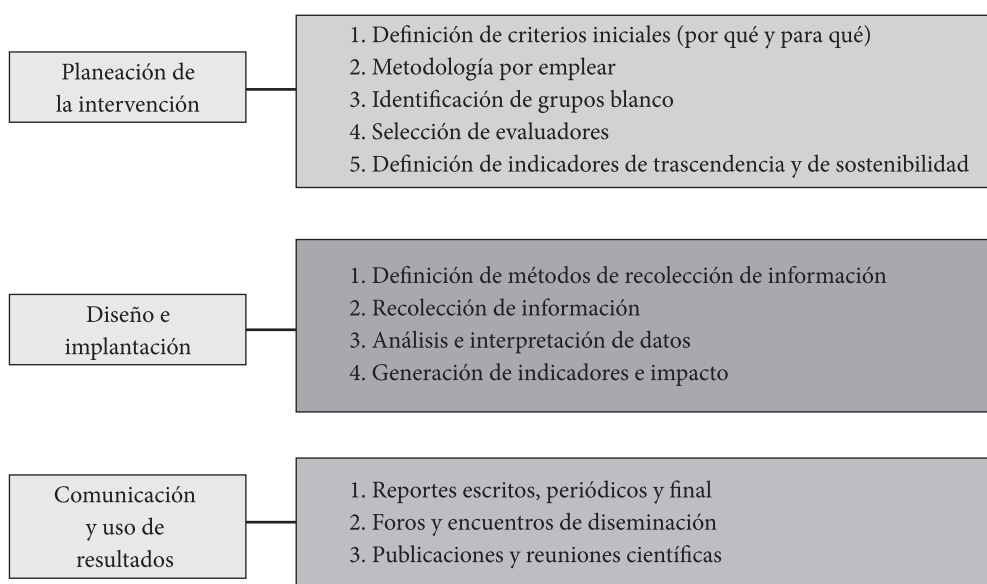 Planeación de
la intervención
1. Definición de criterios iniciales (por qué y para qué)
2. Metodología por emplear
3. Identificación de grupos blanco
4. Selección de evaluadores
5. Definición de indicadores de trascendencia y de sostenibilidad
Diseño e
implantación
1. Definición de métodos de recolección de información
2. Recolección de información
3. Análisis e interpretación de datos
4. Generación de indicadores e impacto
Comunicación
y uso de
resultados
1. Reportes escritos, periódicos y final
2. Foros y encuentros de diseminación
3. Publicaciones y reuniones científicas